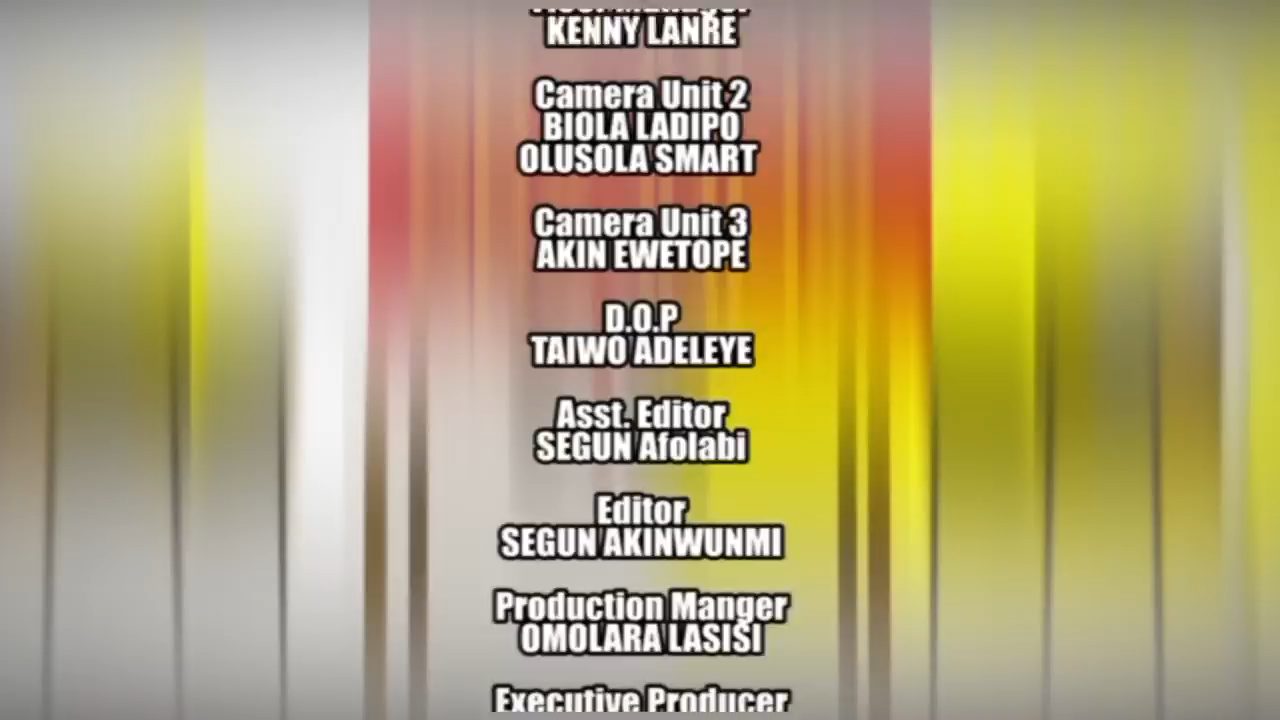 KENNY LANRE
Camera Unit 2
BIOLA LADIPO
OLUSOLA SMART
Camera Unit 3
AKIN EWETOPE
D.O.P
TAIWO ADELEYE
Asst. Editor
SEGUN Afolabi
Editor
SEGUN AKINWUNMI
Production Manger
OMOLARA LASISI
Executive Producer